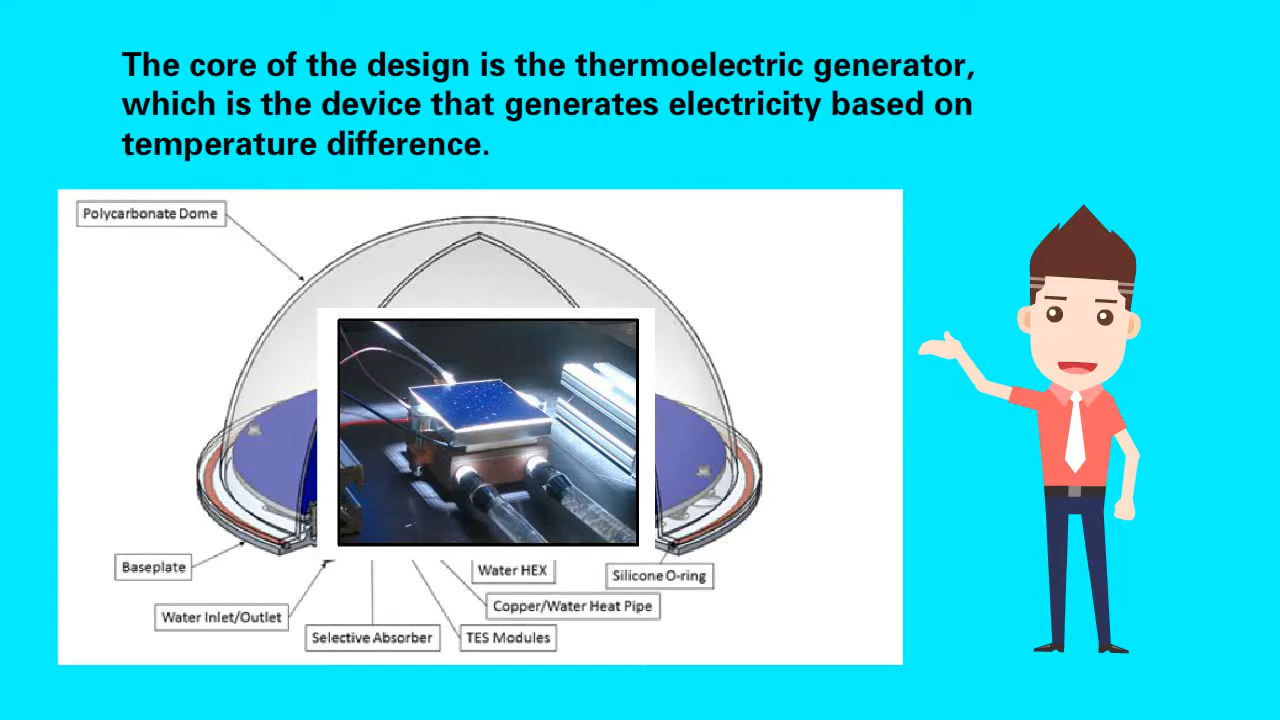 The core of the design is the thermoelectric generator,
which is the device that generates electricity based on
temperature difference.
Polycarbonate Dome
Baseplate
Water HEX
Silicone O-ring
Water Inlet/Outlet
Copper/Water Heat Pipe
Selective Absorber
TES Modules